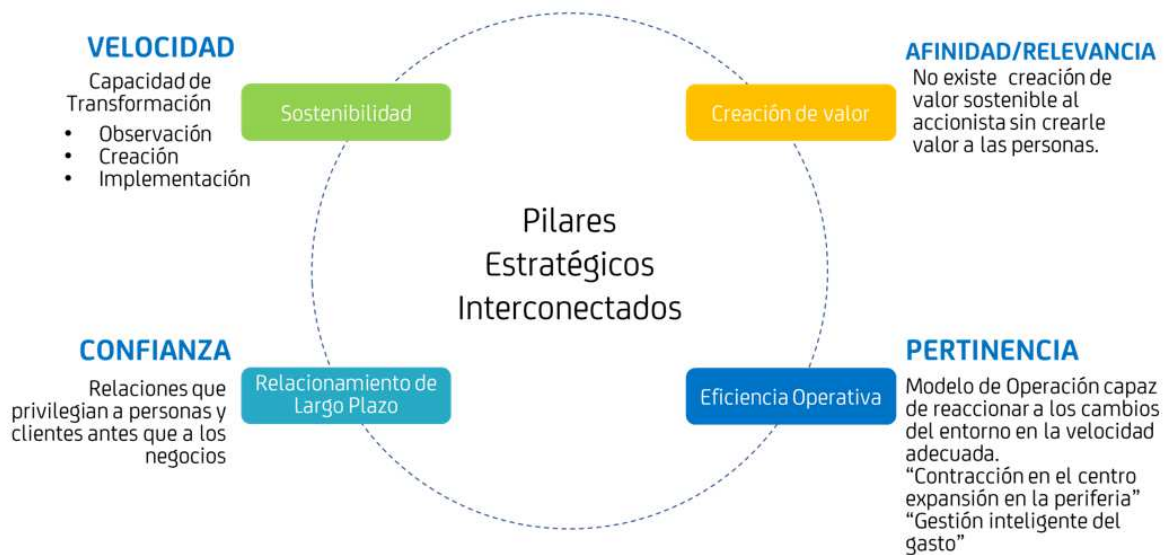 VELOCIDAD
Capacidad de
Transformación
• Observación
• Creación
• Implementación
Sostenibilidad
Creación de valor
AFINIDAD/RELEVANCIA
No existe creación de
valor sostenible al
accionista sin crearle
valor a las personas.
Pilares
Estratégicos
Interconectados
CONFIANZA
Relaciones que
privilegian a personas y
clientes antes que a los
negocios
Relacionamiento de
Largo Plazo
Eficiencia Operativa
PERTINENCIA
Modelo de Operación capaz
de reaccionar a los cambios
del entorno en la velocidad
adecuada.
“Contracción en el centro
expansión en la periferia”
“Gestión inteligente del
gasto”